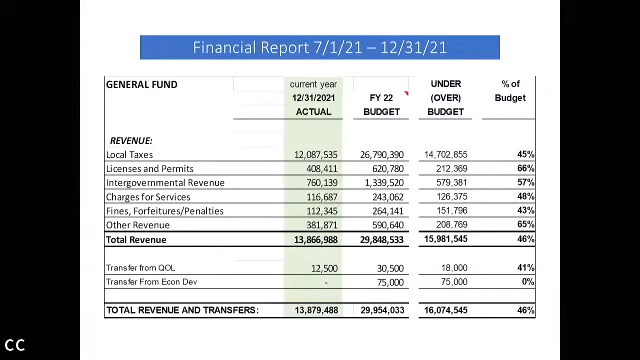 Financial Report 7/1/21 – 12/31/21
GENERAL FUND current year UNDER % of
12/31/2021 FY 22 (OVER) Budget
ACTUAL BUDGET BUDGET
REVENUE:
Local Taxes 12,087,535 26,790,390 14,702,855 45%
Licenses and Permits 408,411 620,780 212,369 66%
Intergovernmental Revenue 760,139 1,339,520 579,381 57%
Charges for Services 116,687 243,062 126,375 48%
Fines, Forfeitures/Penalties 112,345 264,141 151,796 43%
Other Revenue 381,871 590,640 208,769 65%
Total Revenue 13,866,988 29,848,533 15,981,545 46%
Transfer from QOL 12,500 30,500 18,000 41%
Transfer from Econ Dev - 75,000 75,000 0%
TOTAL REVENUE AND TRANSFERS: 13,879,488 29,954,033 16,074,545 46%
CC